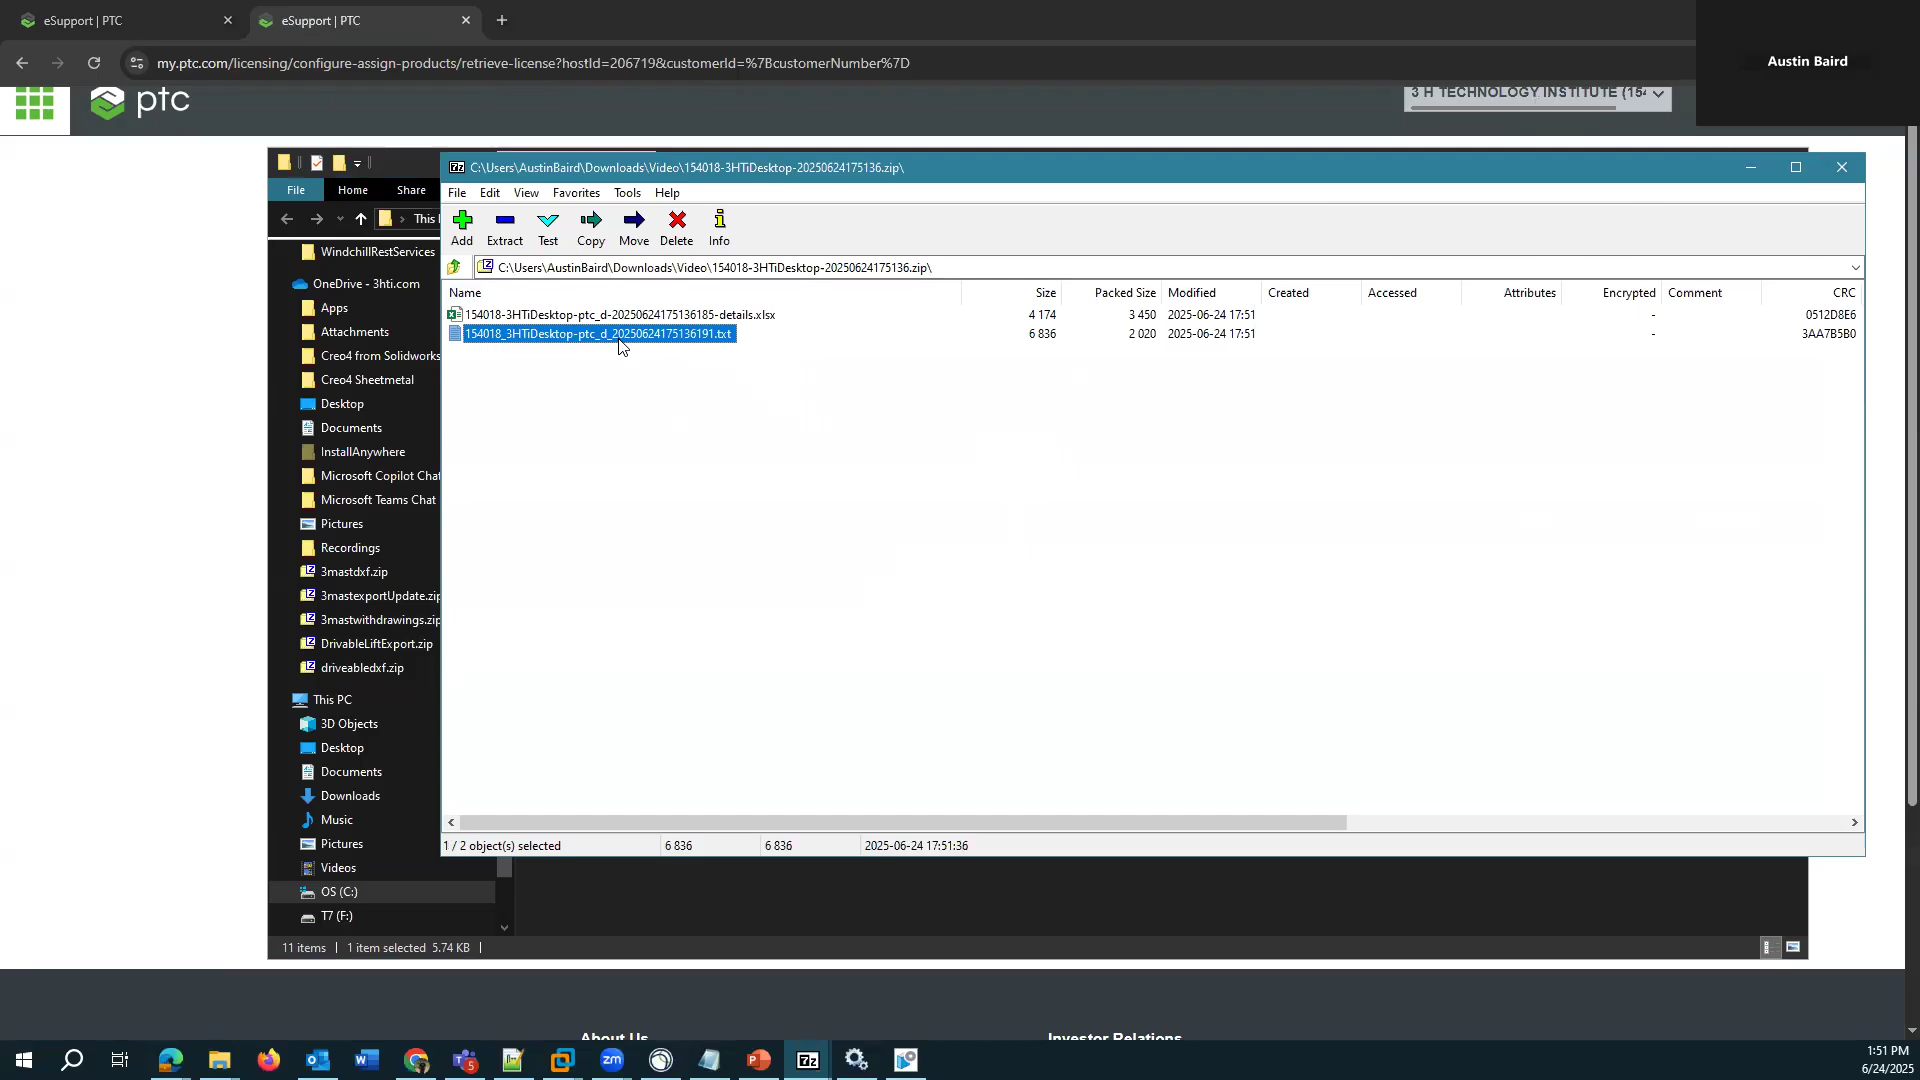 eSupport | PTC
eSupport | PTC
my.ptc.com/licensing/configure-assign-products/retrieve-license?hostId=206719&customerId=%7BcustomerNumber%7D
Austin Baird
ptc
3 H TECHNOLOGY INSTITUTE (15
C:\Users\AustinBaird\Downloads\Video\154018-3HTiDesktop-20250624175136.zip\
File Home Share
File Edit View Favorites Tools Help
This
Add Extract Test Copy Move Delete Info
C:\Users\AustinBaird\Downloads\Video\154018-3HTiDesktop-20250624175136.zip\
Name Size Packed Size Modified Created Accessed Attributes Encrypted Comment CRC
154018-3HTiDesktop-ptc_d-20250624175136185-details.xlsx 4 174 3 450 2025-06-24 17:51 - 0512D8E6
154018_3HTiDesktop-ptc_d_20250624175136191.txt 6 836 2 020 2025-06-24 17:51 - 3AA7B5B0
WindchillRestServices
OneDrive - 3hti.com
Apps
Attachments
Creo4 from Solidworks
Creo4 Sheetmetal
Desktop
Documents
InstallAnywhere
Microsoft Copilot Chat
Microsoft Teams Chat
Pictures
Recordings
3mastdxf.zip
3mastexportUpdate.zip
3mastwithdrawings.zip
DrivableLiftExport.zip
driveabledxf.zip
This PC
3D Objects
Desktop
Documents
Downloads
Music
Pictures
Videos
OS (C:)
T7 (F:)
1 / 2 object(s) selected 6 836 6 836 2025-06-24 17:51:36
11 items 1 item selected 5.74 KB
About Us Investor Relations
1:51 PM
6/24/2025